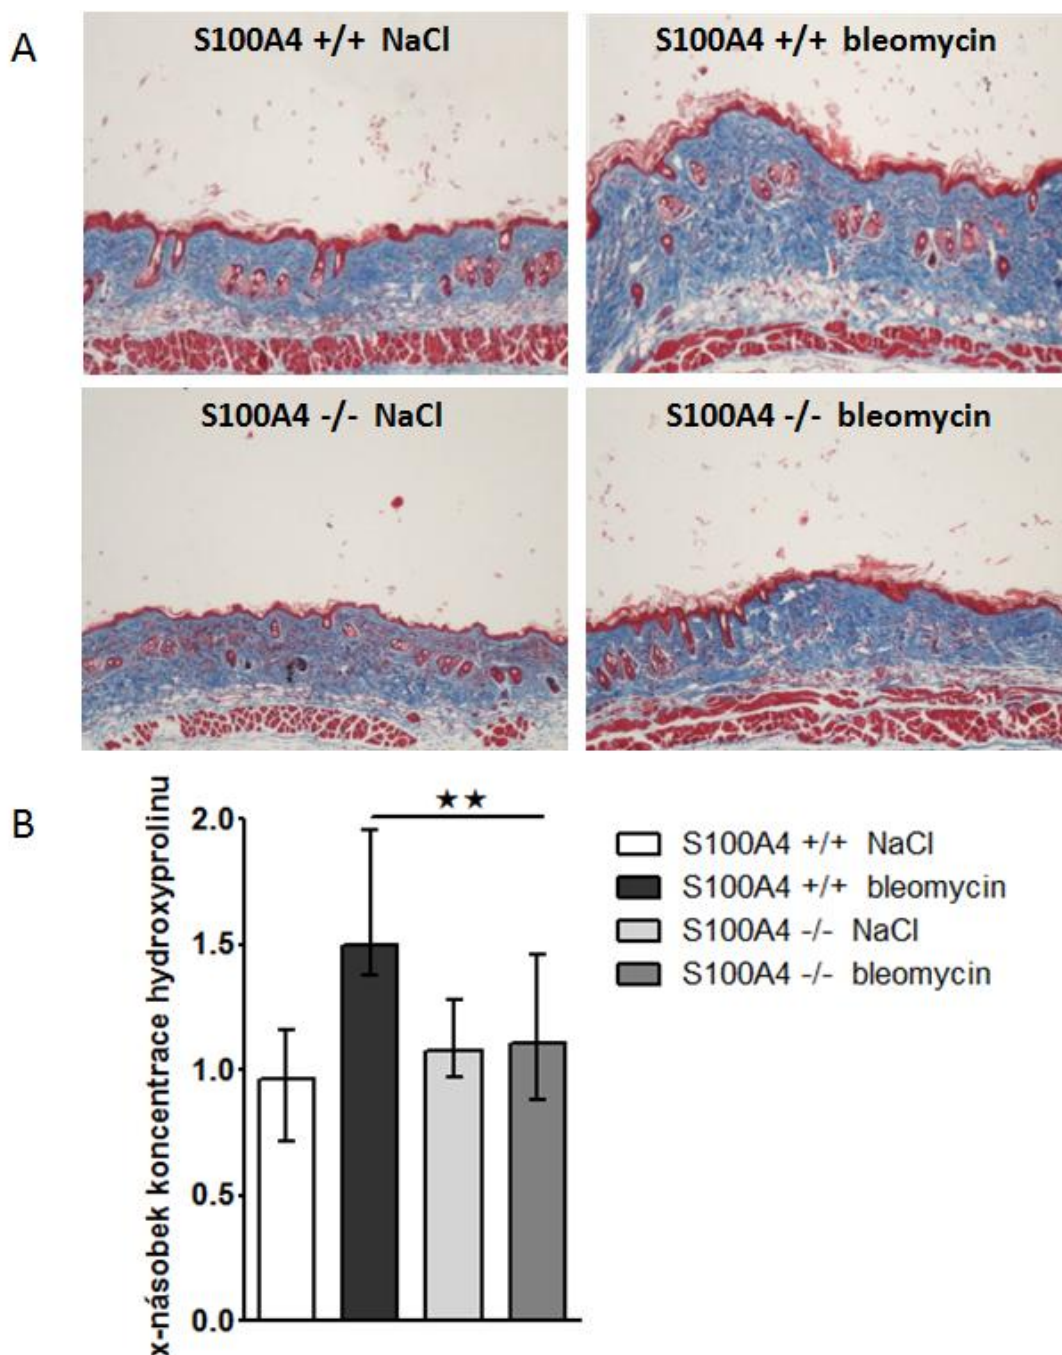 A
S100A4 +/+ NaCl
S100A4 +/+ bleomycin
S100A4 -/- NaCl
S100A4 -/- bleomycin
B
x-násobek koncentrace hydroxyprolinu
2.0
1.5
1.0
0.5
0.0
★★
S100A4 +/+ NaCl
S100A4 +/+ bleomycin
S100A4 -/- NaCl
S100A4 -/- bleomycin